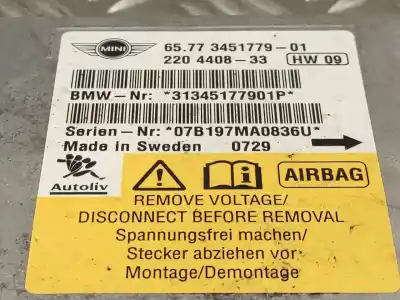 MINI
65.77 3451779-01
220 4408-33
HW 09
BMW-Nr: *31345177901P*
Serien-Nr:*07B197MA0836U*
Made in Sweden 0729
Autoliv
AIRBAG
REMOVE VOLTAGE/
DISCONNECT BEFORE REMOVAL
Spannungsfrei machen/
Stecker abziehen vor
Montage/Demontage